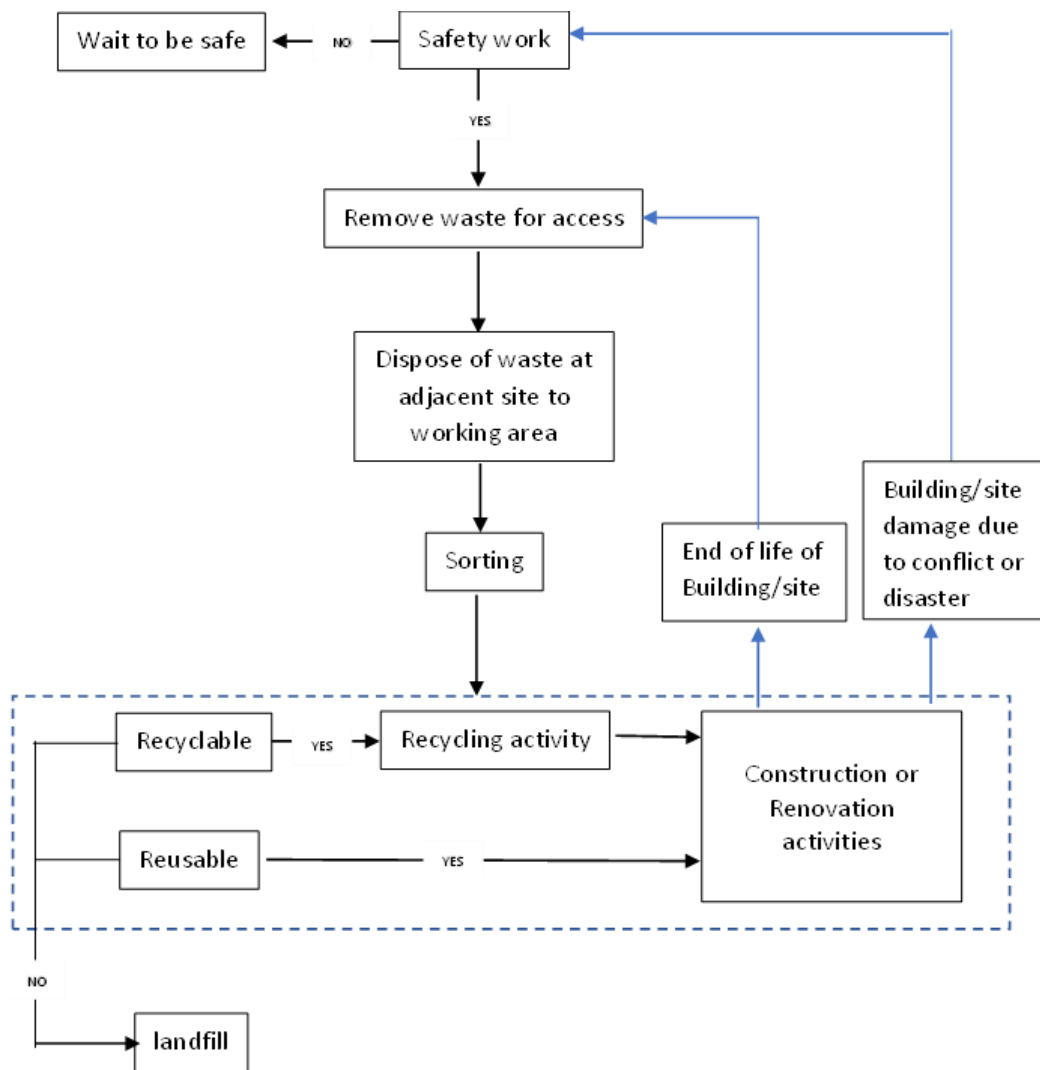 Wait to be safe
NO
Safety work
YES
Remove waste for access
Dispose of waste at
adjacent site to
working area
Sorting
End of life of
Building/site
Building/site
damage due
to conflict or
disaster
Recyclable
YES
Recycling activity
Construction or
Renovation
activities
Reusable
YES
NO
landfill